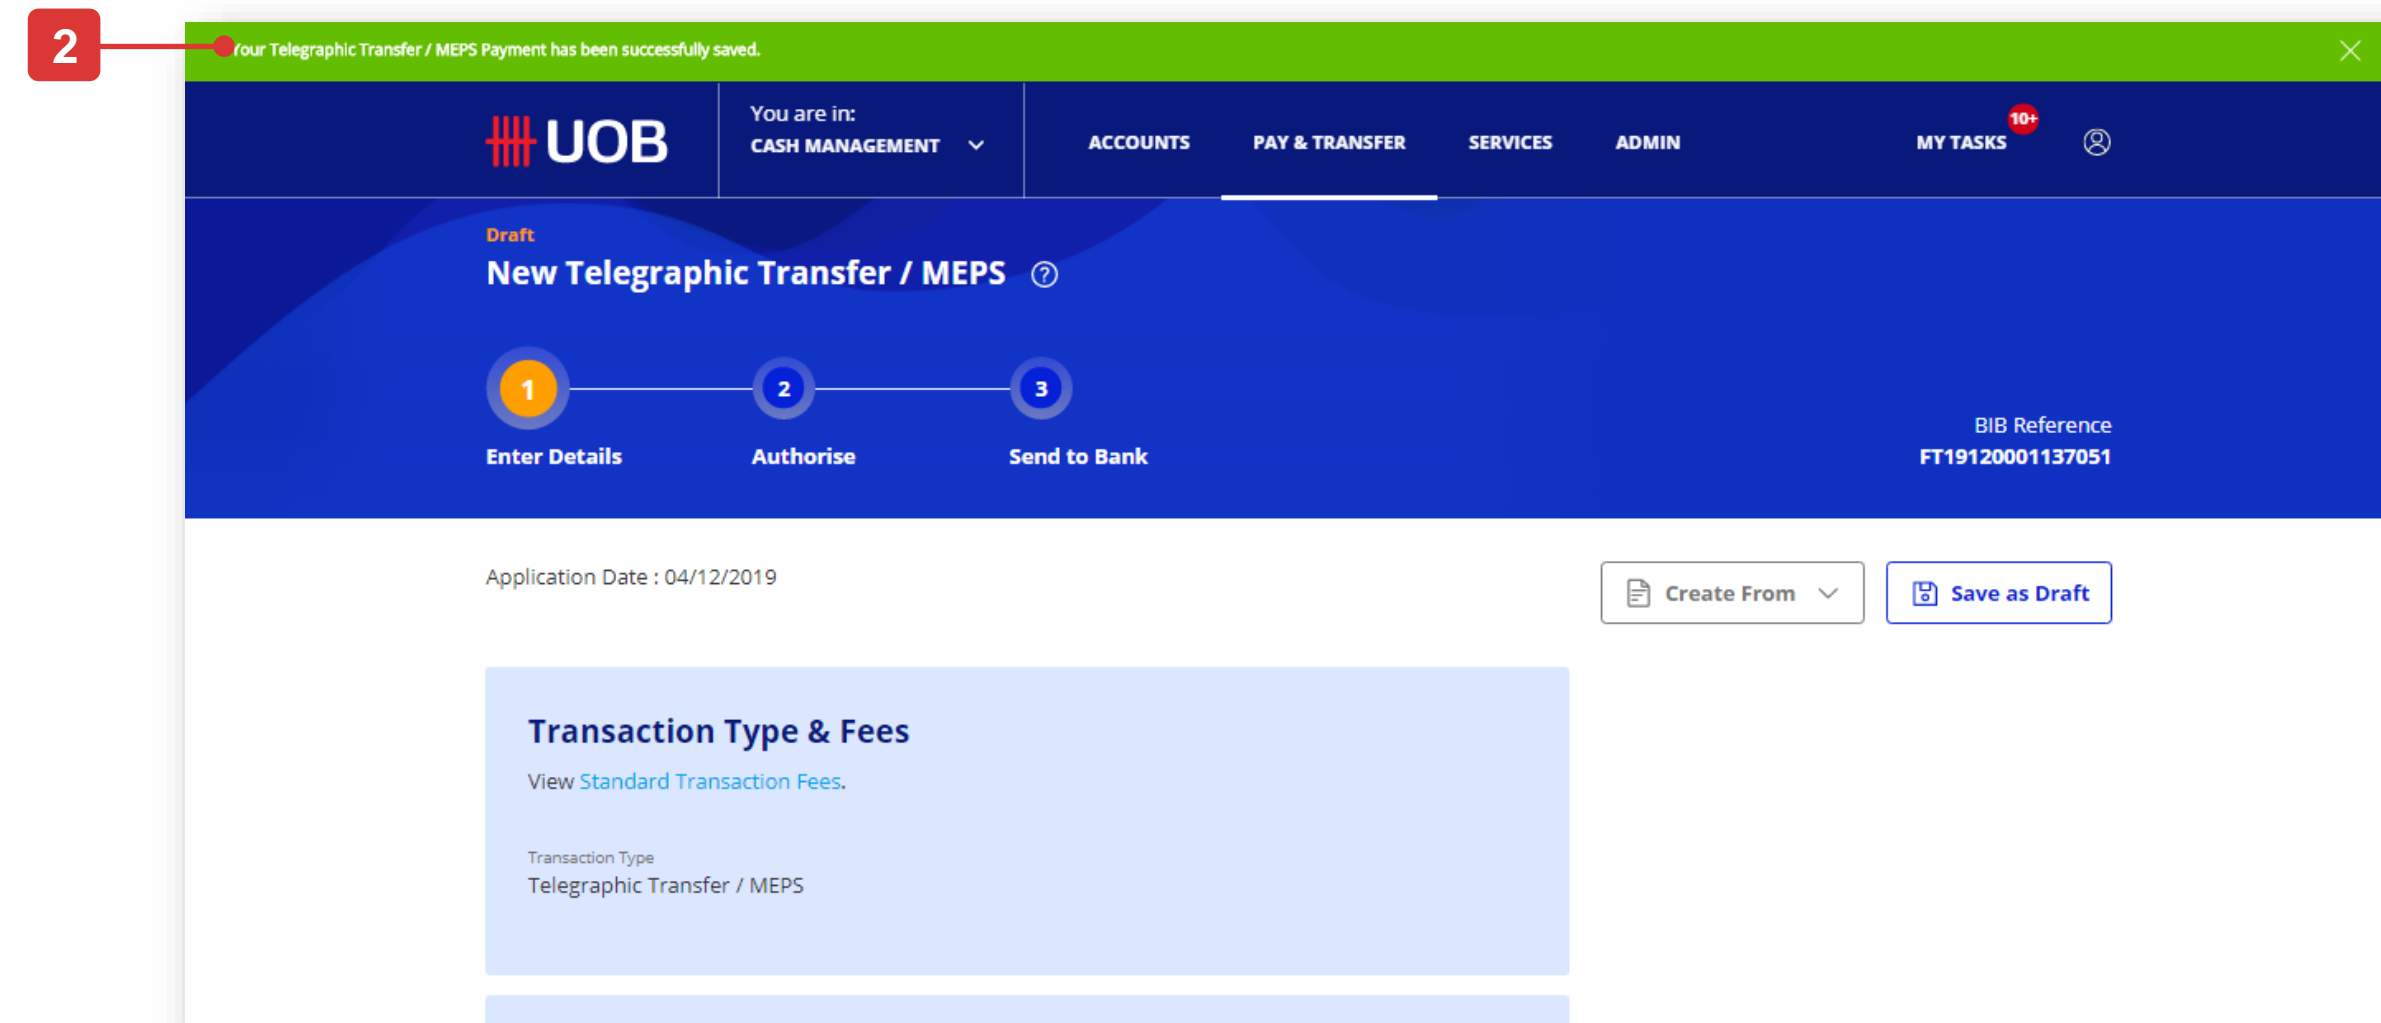 2
Your Telegraphic Transfer / MEPS Payment has been successfully saved.
UOB
You are in:
CASH MANAGEMENT
ACCOUNTS
PAY & TRANSFER
SERVICES
ADMIN
MY TASKS
10+
Draft
New Telegraphic Transfer / MEPS ?
1
2
3
Enter Details
Authorise
Send to Bank
BIB Reference
FT19120001137051
Application Date : 04/12/2019
Create From
Save as Draft
Transaction Type & Fees
View Standard Transaction Fees.
Transaction Type
Telegraphic Transfer / MEPS